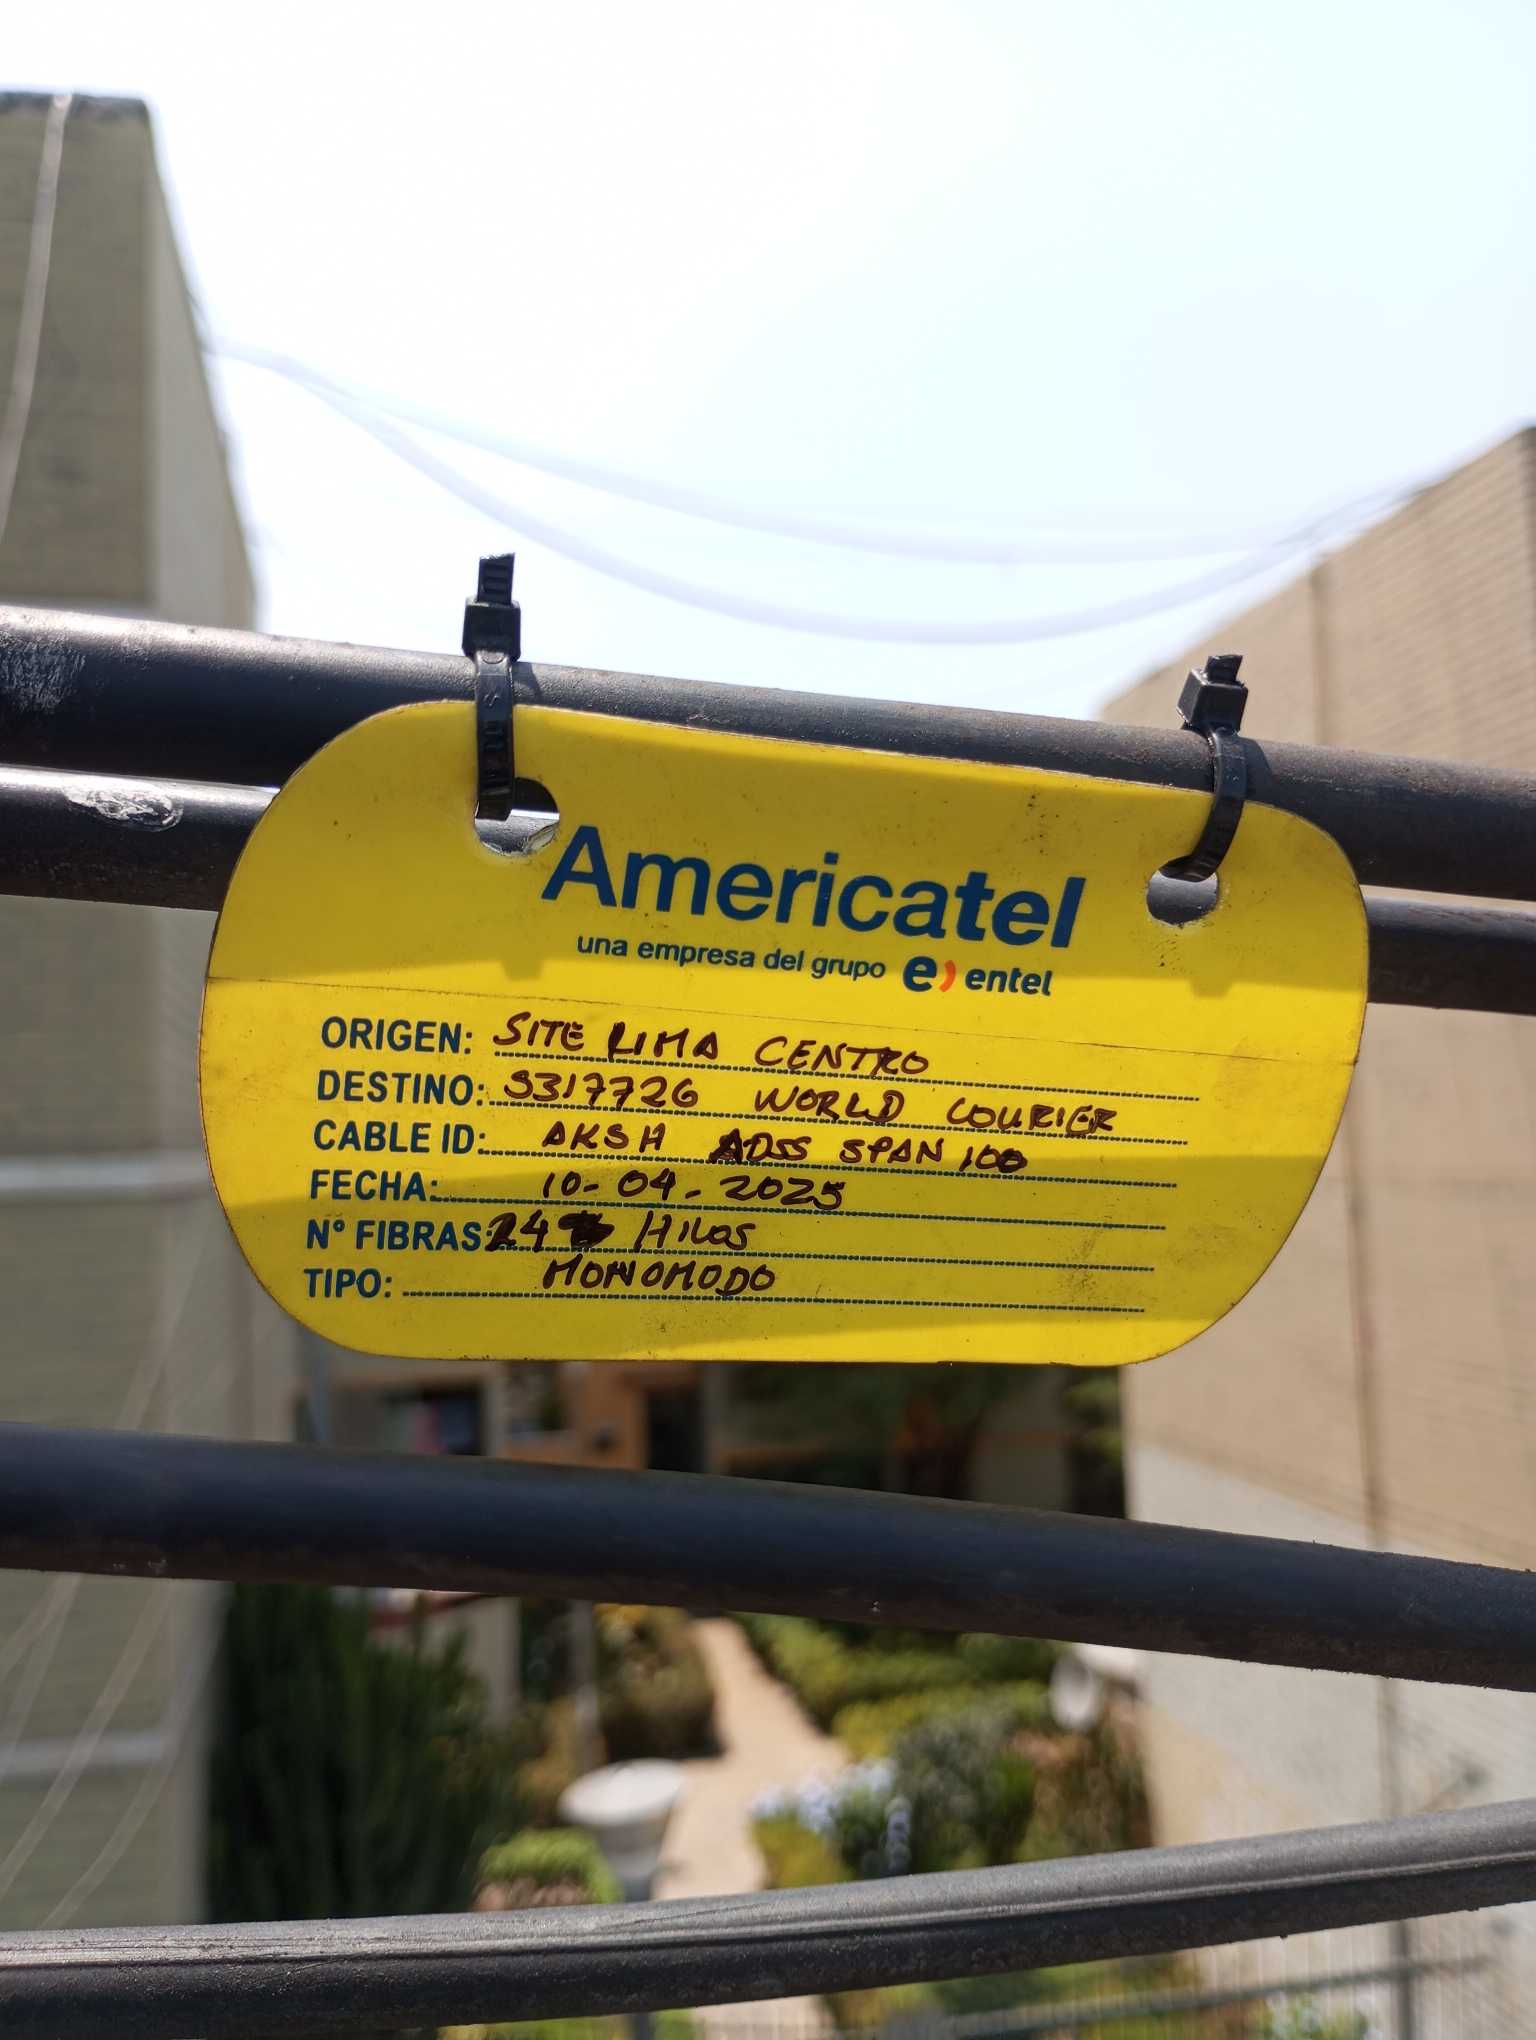 Americatel
una empresa del grupo e) entel
ORIGEN: SITE LIMA CENTRO
DESTINO: S317726 WORLD COURIER
CABLE ID: AKSH ADSS SPAN 100
FECHA: 10-04-2025
N° FIBRAS: 24 HILOS
TIPO: MONOMODO